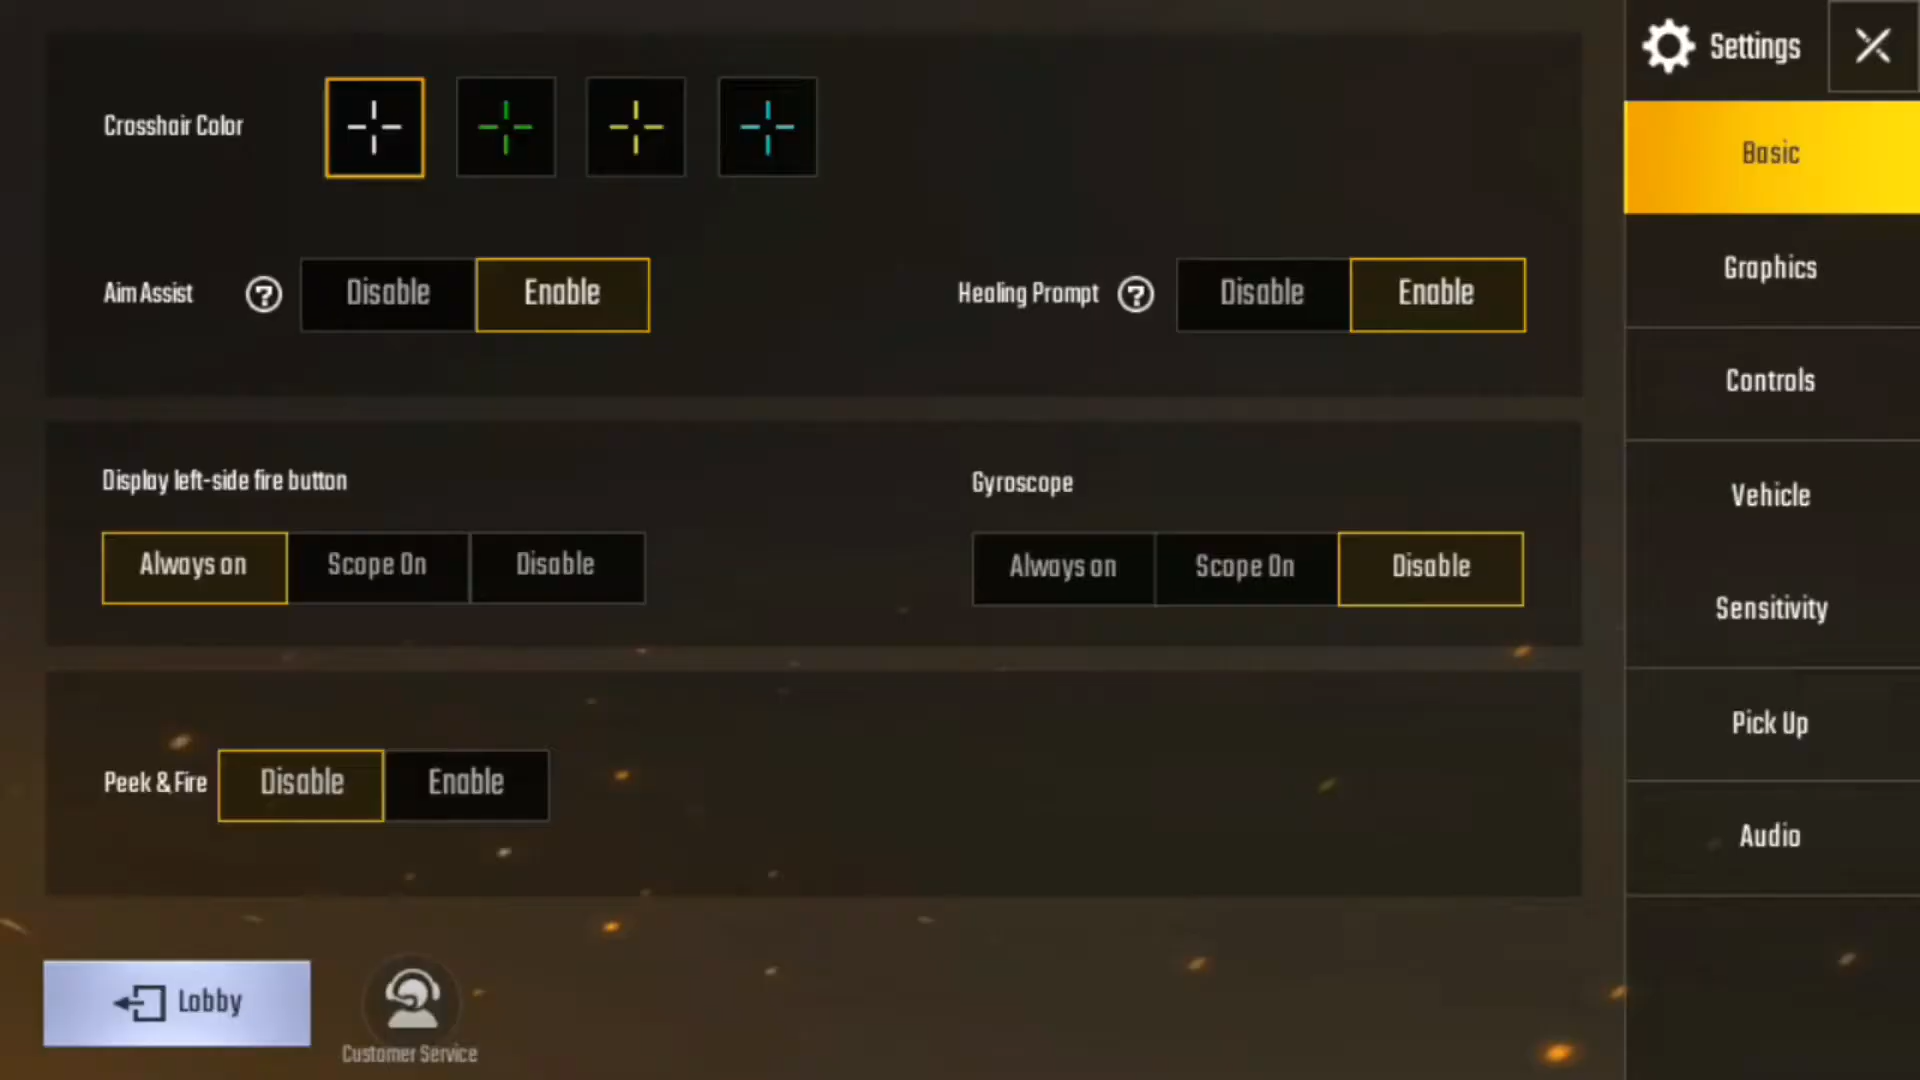 Settings
Crosshair Color
Basic
Aim Assist ? Disable Enable
Healing Prompt ? Disable Enable
Graphics
Controls
Display left-side fire button
Gyroscope
Vehicle
Always on Scope On Disable
Always on Scope On Disable
Sensitivity
Pick Up
Peek & Fire Disable Enable
Audio
Lobby
Customer Service